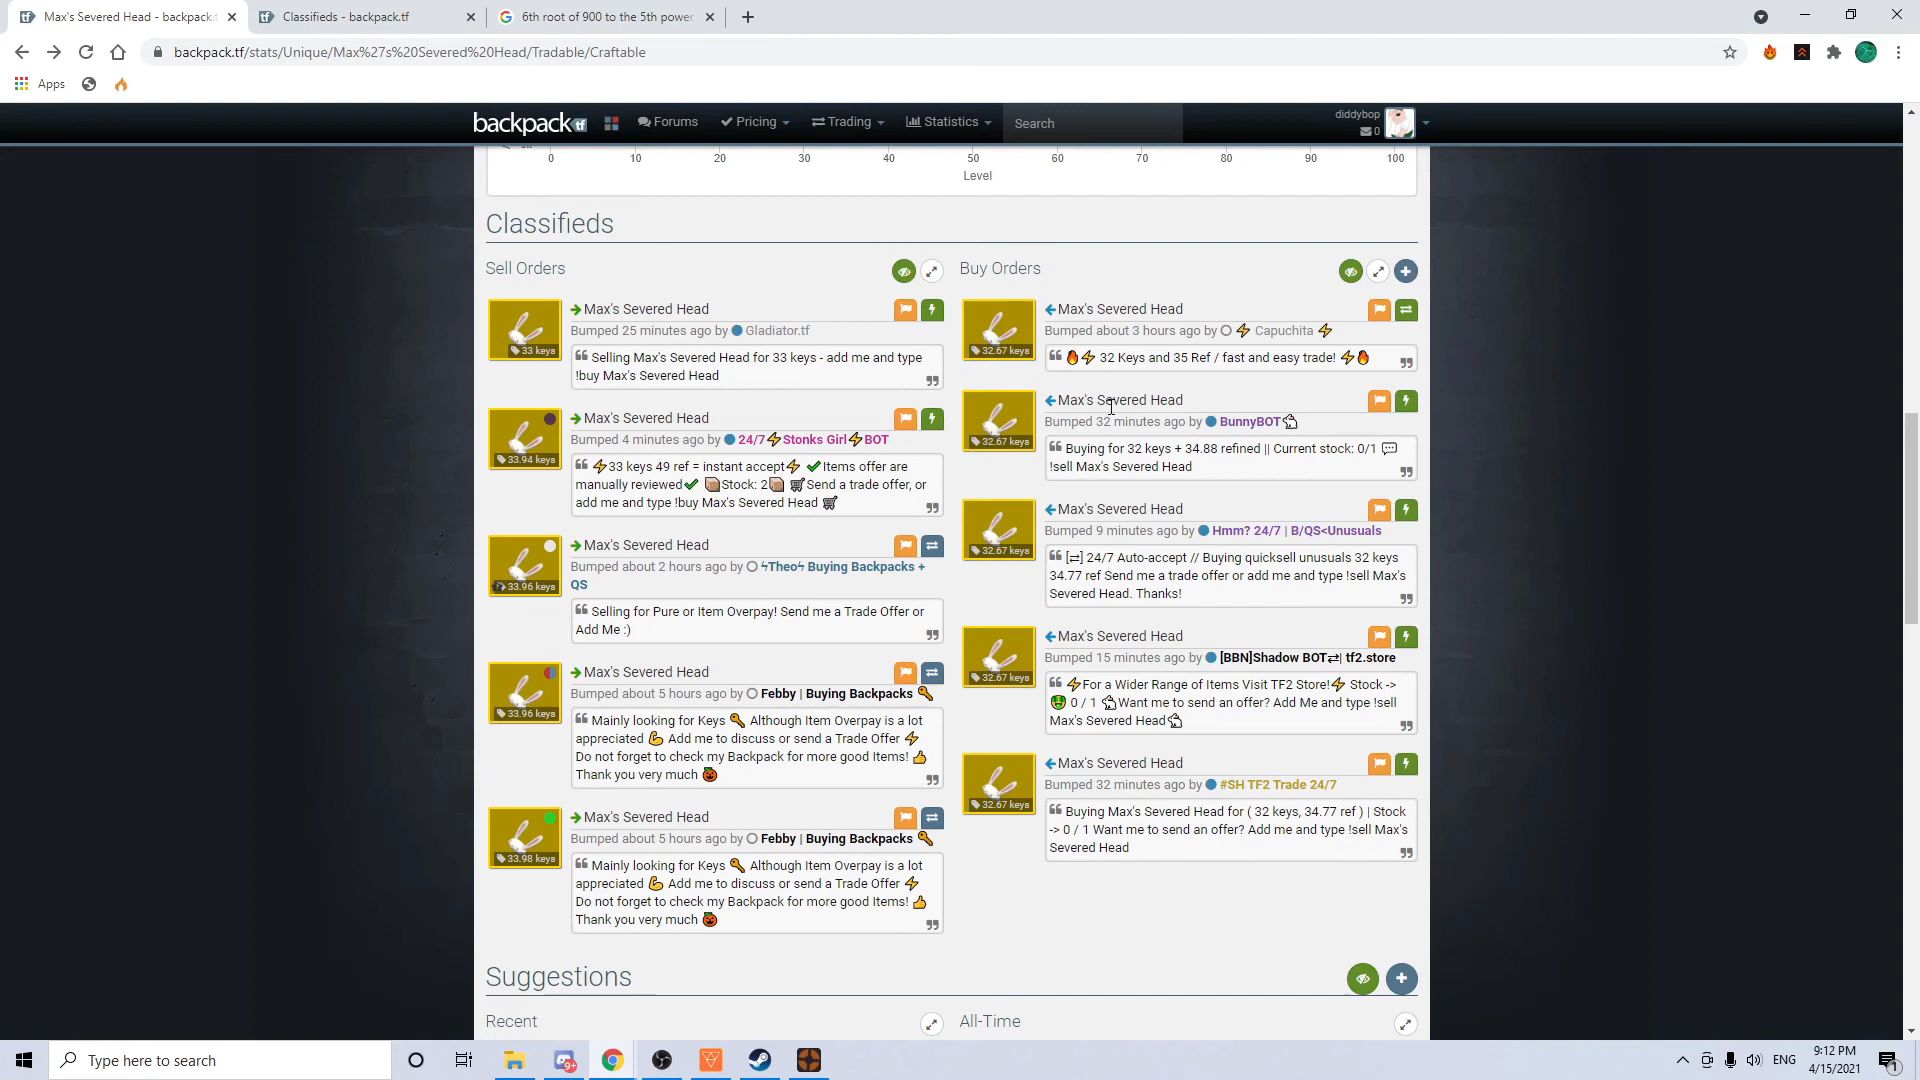 Max's Severed Head - backpack.t
Classifieds - backpack.tf
6th root of 900 to the 5th power
backpack.tf/stats/Unique/Max%27s%20Severed%20Head/Tradable/Craftable
Apps
backpack tf
Forums
Pricing
Trading
Statistics
Search
diddybop
0
0 10 20 30 40 50 60 70 80 90 100
Level
Classifieds
Sell Orders
Max's Severed Head
Bumped 25 minutes ago by Gladiator.tf
33 keys
❝ Selling Max's Severed Head for 33 keys - add me and type
!buy Max's Severed Head ❞
Max's Severed Head
Bumped 4 minutes ago by 24/7⚡Stonks Girl⚡BOT
33.94 keys
❝ ⚡33 keys 49 ref = instant accept⚡ ✔Items offer are
manually reviewed✔ 📦Stock: 2📦 🛒Send a trade offer, or
add me and type !buy Max's Severed Head 🛒 ❞
Max's Severed Head
Bumped about 2 hours ago by ϟTheoϟ Buying Backpacks +
QS
33.96 keys
❝ Selling for Pure or Item Overpay! Send me a Trade Offer or
Add Me :) ❞
Max's Severed Head
Bumped about 5 hours ago by Febby | Buying Backpacks 🔑
33.96 keys
❝ Mainly looking for Keys 🔑 Although Item Overpay is a lot
appreciated 💪 Add me to discuss or send a Trade Offer ⚡
Do not forget to check my Backpack for more good Items! 👍
Thank you very much 🎃 ❞
Max's Severed Head
Bumped about 5 hours ago by Febby | Buying Backpacks 🔑
33.98 keys
❝ Mainly looking for Keys 🔑 Although Item Overpay is a lot
appreciated 💪 Add me to discuss or send a Trade Offer ⚡
Do not forget to check my Backpack for more good Items! 👍
Thank you very much 🎃 ❞
Buy Orders
Max's Severed Head
Bumped about 3 hours ago by ⚡ Capuchita ⚡
32.67 keys
❝ 🔥⚡ 32 Keys and 35 Ref / fast and easy trade! ⚡🔥 ❞
Max's Severed Head
Bumped 32 minutes ago by BunnyBOT🐇
32.67 keys
❝ Buying for 32 keys + 34.88 refined || Current stock: 0/1 💬
!sell Max's Severed Head ❞
Max's Severed Head
Bumped 9 minutes ago by Hmm? 24/7 | B/QS<Unusuals
32.67 keys
❝ [⇄] 24/7 Auto-accept // Buying quicksell unusuals 32 keys
34.77 ref Send me a trade offer or add me and type !sell Max's
Severed Head. Thanks! ❞
Max's Severed Head
Bumped 15 minutes ago by [BBN]Shadow BOT⇄| tf2.store
32.67 keys
❝ ⚡For a Wider Range of Items Visit TF2 Store!⚡ Stock ->
🤑 0 / 1 🐇Want me to send an offer? Add Me and type !sell
Max's Severed Head🐇 ❞
Max's Severed Head
Bumped 32 minutes ago by #SH TF2 Trade 24/7
32.67 keys
❝ Buying Max's Severed Head for ( 32 keys, 34.77 ref ) | Stock
-> 0 / 1 Want me to send an offer? Add me and type !sell Max's
Severed Head ❞
Suggestions
Recent
All-Time
Type here to search
9+
ENG
9:12 PM
4/15/2021
1